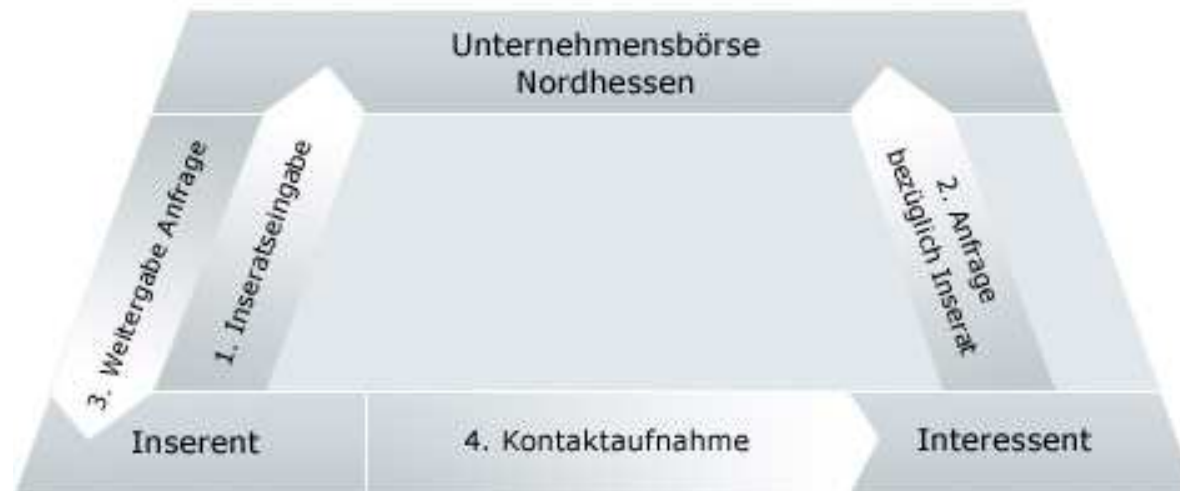 Unternehmensbörse
Nordhessen
3. Weitergabe Anfrage
1. Inseratseingabe
2. Anfrage
bezüglich Inserat
Inserent
4. Kontaktaufnahme
Interessent